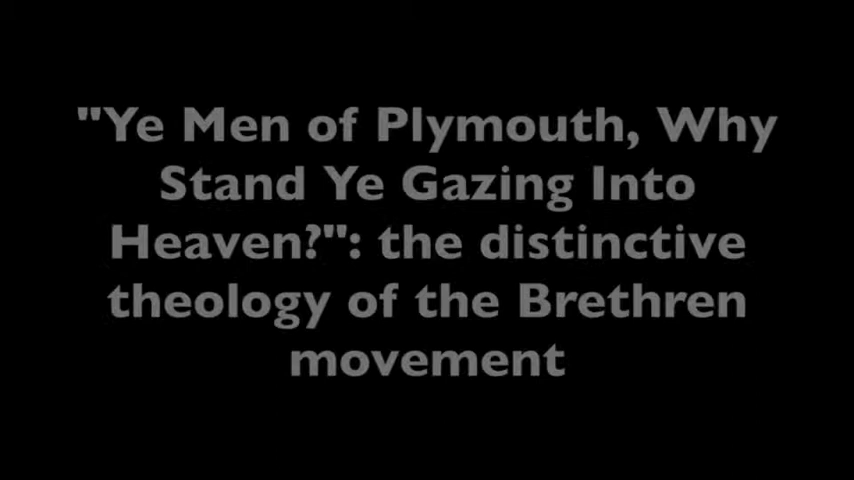 "Ye Men of Plymouth, Why
Stand Ye Gazing Into
Heaven?": the distinctive
theology of the Brethren
movement